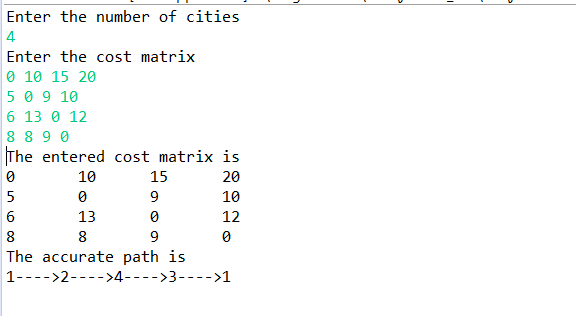 Enter the number of cities
4
Enter the cost matrix
0 10 15 20
5 0 9 10
6 13 0 12
8 8 9 0
The entered cost matrix is
0 10 15 20
5 0 9 10
6 13 0 12
8 8 9 0
The accurate path is
1---->2---->4---->3---->1